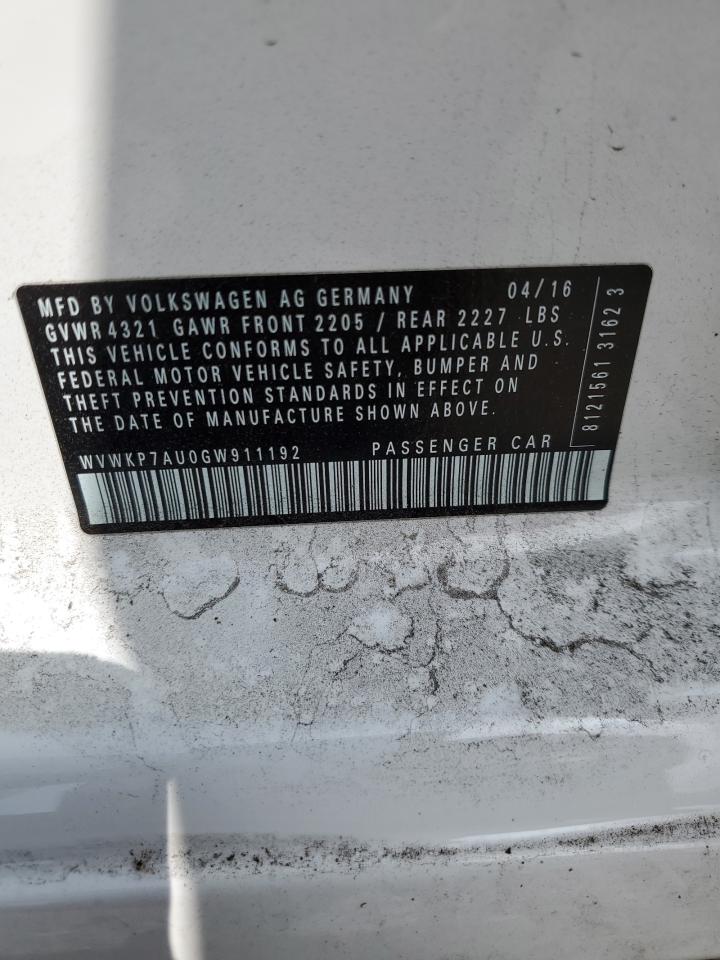 MFD BY VOLKSWAGEN AG GERMANY 04/16
GVWR 4321 GAWR FRONT 2205 / REAR 2227 LBS
THIS VEHICLE CONFORMS TO ALL APPLICABLE U.S.
FEDERAL MOTOR VEHICLE SAFETY, BUMPER AND
THEFT PREVENTION STANDARDS IN EFFECT ON
THE DATE OF MANUFACTURE SHOWN ABOVE.
WVWKP7AU0GW911192 PASSENGER CAR
8121561 31623